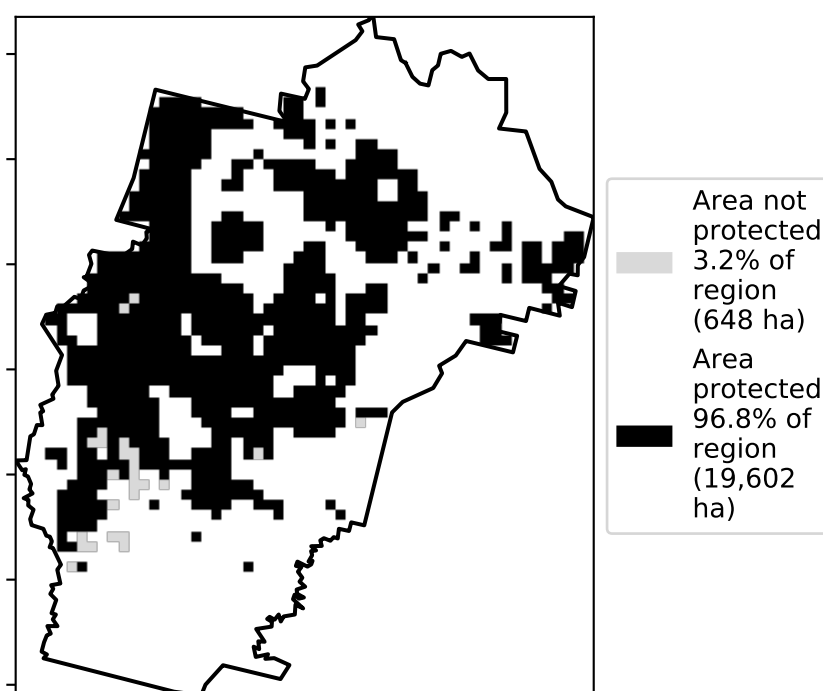 Area not
protected
3.2% of
region
(648 ha)
Area
protected
96.8% of
region
(19,602
ha)